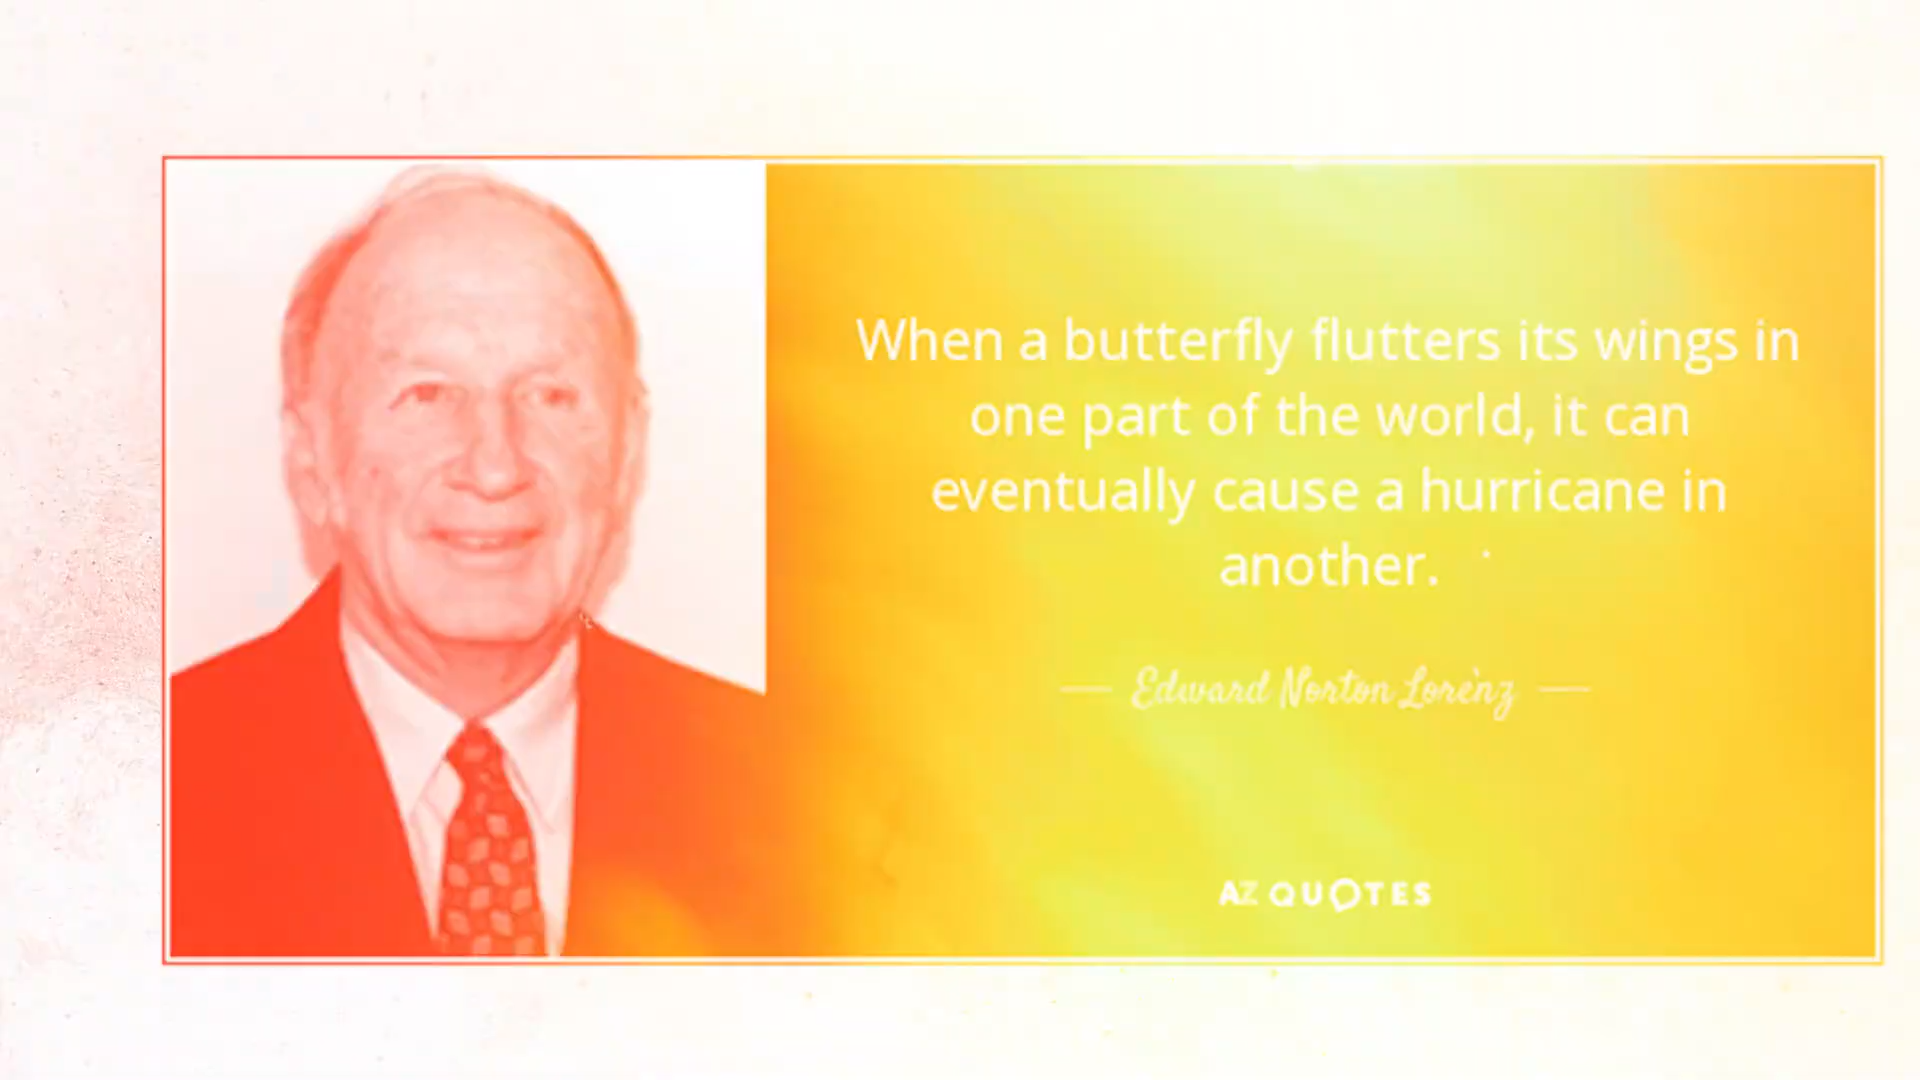 When a butterfly flutters its wings in
one part of the world, it can
eventually cause a hurricane in
another.
Edward Norton Lorenz
AZ QUOTES